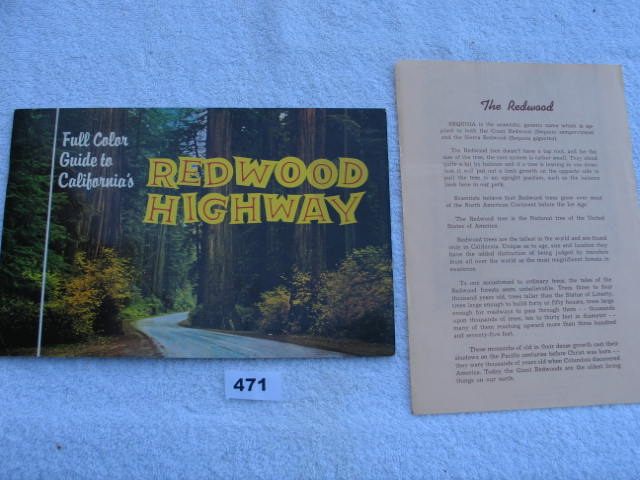 Full Color
Guide to
California's
REDWOOD
HIGHWAY
471
The Redwood
SEQUOIA is the scientific, generic name which is ap-
plied to both the Coast Redwood (Sequoia sempervirens)
and the Sierra Redwood (Sequoia gigantea).
The Redwood tree doesn't have a tap root, and for the
size of the tree, the root system is rather small. They stand
quite a lot by balance and if a tree is leaning in one direc-
tion it will put out a limb growth on the opposite side to
pull the tree in an upright position, such as the balance
limb here in our park.
Scientists believe that Redwood trees grew over most
of the North American Continent before the Ice Age.
The Redwood tree is the National tree of the United
States of America.
Redwood trees are the tallest in the world and are found
only in California. Unique as to age, size and location they
have the added distinction of being judged by travelers
from all over the world as the most magnificent forests in
existence.
To one accustomed to ordinary trees, the tales of the
Redwood forests seem unbelievable. Trees three to four
thousand years old, trees taller than the Statue of Liberty,
trees large enough to build forty of fifty houses, trees large
enough for roadways to pass through them - - thousands
upon thousands of trees, ten to thirty feet in diameter - -
many of them reaching upward more than three hundred
and seventy-five feet.
These monarchs of old in their dense growth cast their
shadows on the Pacific centuries before Christ was born - -
they were thousands of years old when Columbus discovered
America. Today the Giant Redwoods are the oldest living
things on our earth.